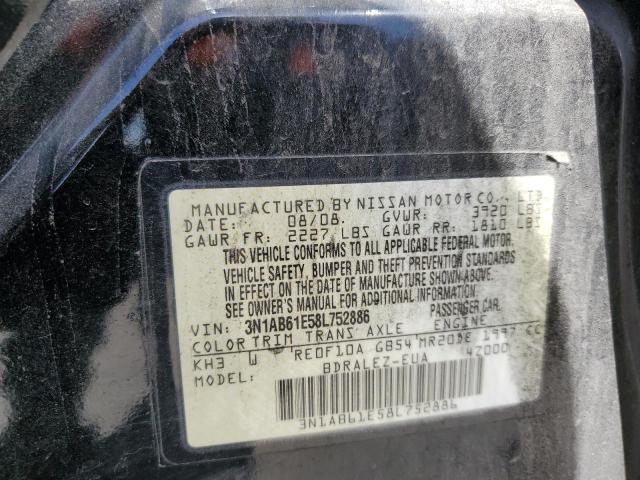 MANUFACTURED BY NISSAN MOTOR CO., LTD
DATE: 08/08. GVWR: 3920 LBS
GAWR FR: 2227 LBS GAWR RR: 1810 LBS
THIS VEHICLE CONFORMS TO ALL APPLICABLE FEDERAL MOTOR
VEHICLE SAFETY, BUMPER AND THEFT PREVENTION STANDARDS
IN EFFECT ON THE DATE OF MANUFACTURE SHOWN ABOVE.
SEE OWNER'S MANUAL FOR ADDITIONAL INFORMATION
VIN: 3N1AB61E58L752886 PASSENGER CAR.
COLOR TRIM TRANS AXLE ENGINE
KH3 W RE0F10A GB54 MR20DE 1997 CC
MODEL: BDRALEZ-EUA 42000
3N1AB61E58L752886